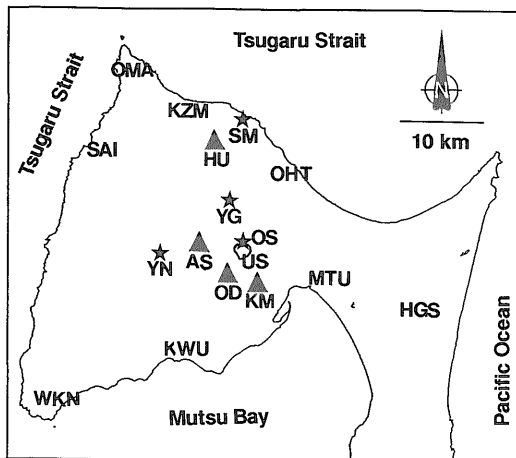 Tsugaru Strait
Tsugaru Strait
OMA
N
KZM
SM
10 km
SAI
HU
OHT
YG
OS
YN
AS
US
OD
KM
MTU
HGS
KWU
WKN
Mutsu Bay
Pacific Ocean